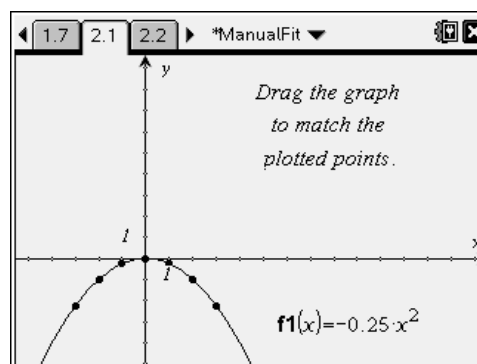 1.7 2.1 2.2 *ManualFit
y
Drag the graph
to match the
plotted points.
1
x
1
f1(x)=-0.25·x²